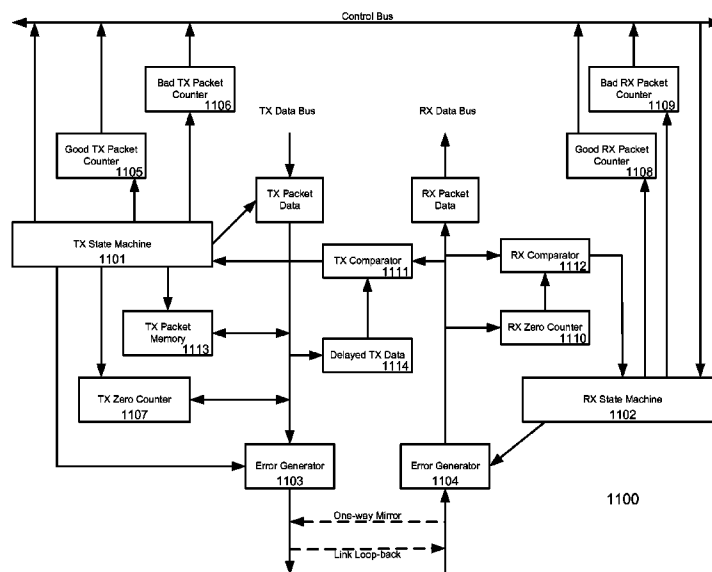 Control Bus
Bad TX Packet
Counter
1106
Bad RX Packet
Counter
1109
TX Data Bus
RX Data Bus
Good TX Packet
Counter
1105
Good RX Packet
Counter
1108
TX Packet
Data
RX Packet
Data
TX State Machine
1101
TX Comparator
1111
RX Comparator
1112
TX Packet
Memory
1113
Delayed TX Data
1114
RX Zero Counter
1110
TX Zero Counter
1107
RX State Machine
1102
Error Generator
1103
Error Generator
1104
1100
One-way Mirror
Link Loop-back